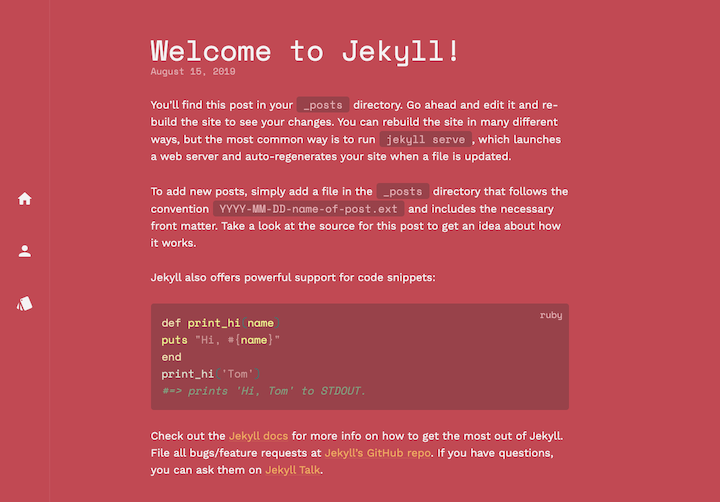 Welcome to Jekyll!
August 15, 2019
You'll find this post in your _posts directory. Go ahead and edit it and re-
build the site to see your changes. You can rebuild the site in many different
ways, but the most common way is to run jekyll serve, which launches
a web server and auto-regenerates your site when a file is updated.
To add new posts, simply add a file in the _posts directory that follows the
convention YYYY-MM-DD-name-of-post.ext and includes the necessary
front matter. Take a look at the source for this post to get an idea about how
it works.
Jekyll also offers powerful support for code snippets:
ruby
def print_hi(name)
puts "Hi, #{name}"
end
print_hi('Tom')
#=> prints 'Hi, Tom' to STDOUT.
Check out the Jekyll docs for more info on how to get the most out of Jekyll.
File all bugs/feature requests at Jekyll's GitHub repo. If you have questions,
you can ask them on Jekyll Talk.